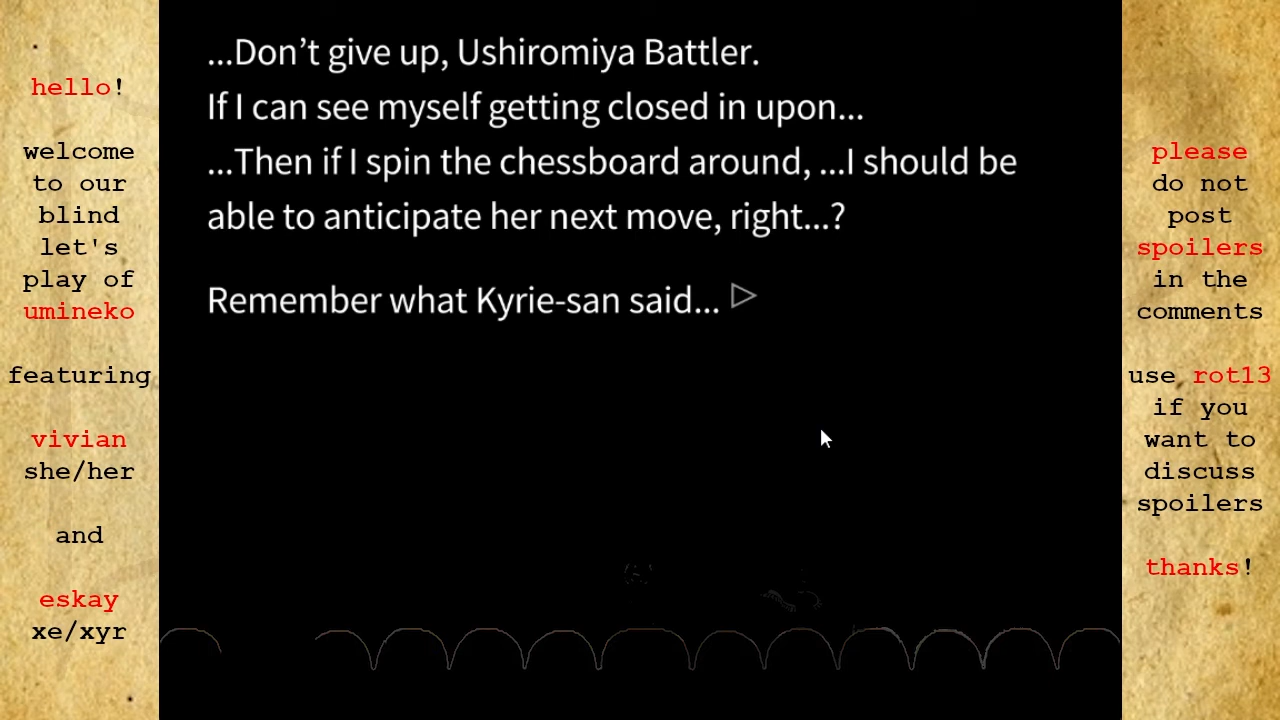 hello!
welcome
to our
blind
let's
play of
umineko
featuring
vivian
she/her
and
eskay
xe/xyr
...Don’t give up, Ushiromiya Battler.
If I can see myself getting closed in upon...
...Then if I spin the chessboard around, ...I should be
able to anticipate her next move, right...?
Remember what Kyrie-san said...
please
do not
post
spoilers
in the
comments
use rot13
if you
want to
discuss
spoilers
thanks!